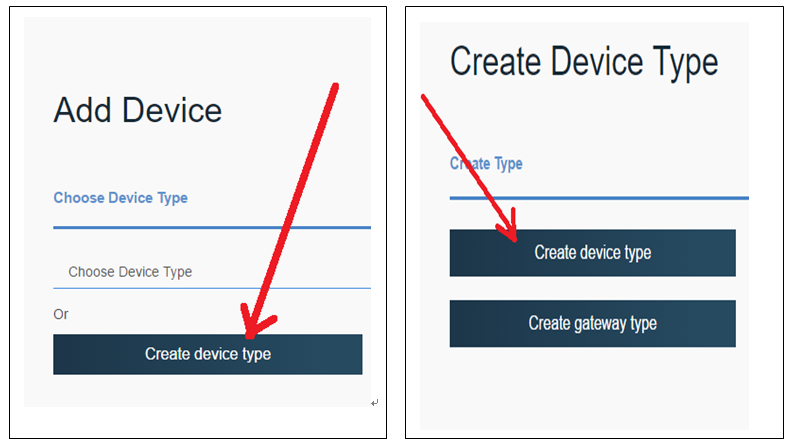 Add Device
Choose Device Type
Choose Device Type
Or
Create device type
Create Device Type
Create Type
Create device type
Create gateway type